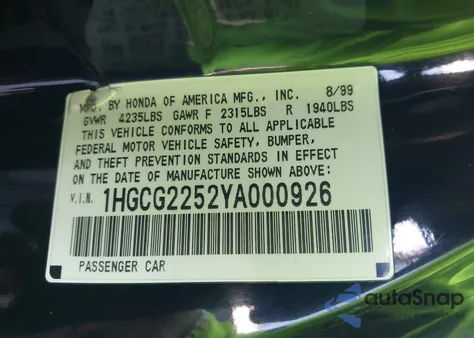 MFD. BY HONDA OF AMERICA MFG., INC. 8/99
GVWR 4235LBS GAWR F 2315LBS R 1940LBS
THIS VEHICLE CONFORMS TO ALL APPLICABLE
FEDERAL MOTOR VEHICLE SAFETY, BUMPER,
AND THEFT PREVENTION STANDARDS IN EFFECT
ON THE DATE OF MANUFACTURE SHOWN ABOVE:
V.I.N. 1HGCG2252YA000926
PASSENGER CAR
autoSnap